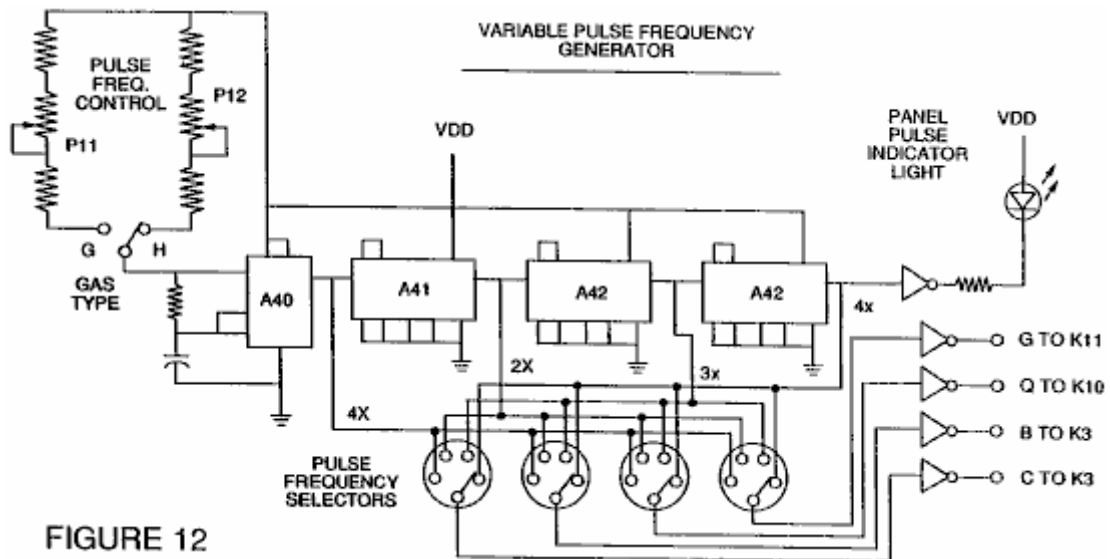 VARIABLE PULSE FREQUENCY
GENERATOR
PULSE
FREQ.
CONTROL
P12
P11
VDD
PANEL
PULSE
INDICATOR
LIGHT
VDD
G
H
GAS
TYPE
A40
A41
A42
A42
4x
2X
3x
4X
G TO K11
Q TO K10
B TO K3
C TO K3
PULSE
FREQUENCY
SELECTORS
FIGURE 12